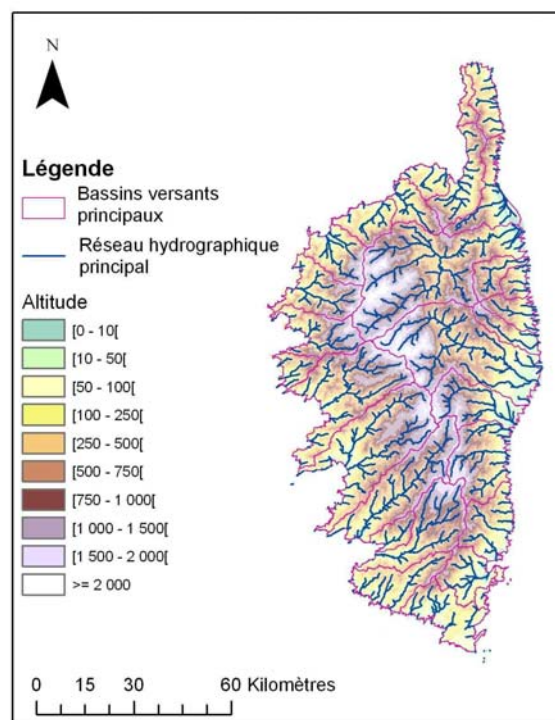 N
Légende
Bassins versants
principaux
Réseau hydrographique
principal
Altitude
[0 - 10[
[10 - 50[
[50 - 100[
[100 - 250[
[250 - 500[
[500 - 750[
[750 - 1 000[
[1 000 - 1 500[
[1 500 - 2 000[
>= 2 000
0 15 30 60 Kilomètres